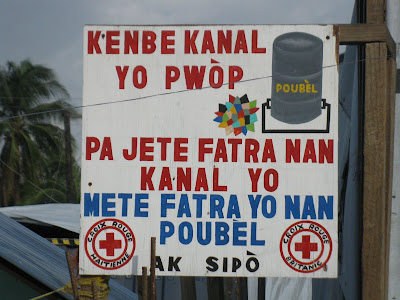 KENBE KANAL
YO PWÒP
POUBÈL
PA JETE FATRA NAN
KANAL YO
METE FATRA YO NAN
POUBEL
CROIX ROUGE
HAITIENNE
CROIX ROUGE
BRITANIC
AK SIPÒ